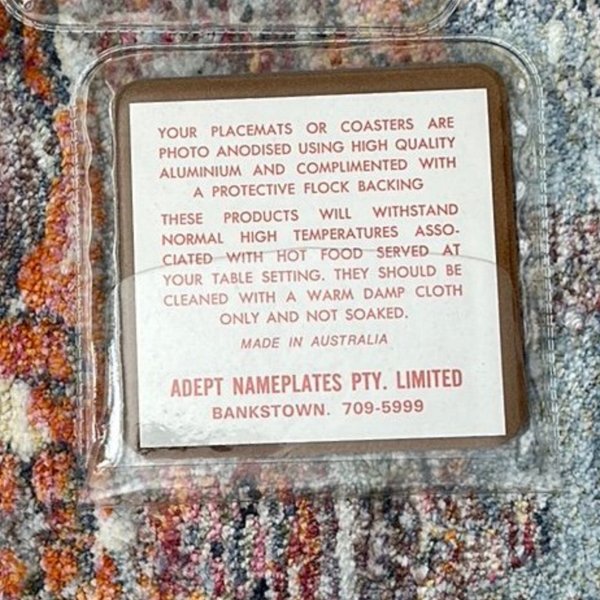 YOUR PLACEMATS OR COASTERS ARE
PHOTO ANODISED USING HIGH QUALITY
ALUMINIUM AND COMPLIMENTED WITH
A PROTECTIVE FLOCK BACKING
THESE PRODUCTS WILL WITHSTAND
NORMAL HIGH TEMPERATURES ASSO-
CIATED WITH HOT FOOD SERVED AT
YOUR TABLE SETTING. THEY SHOULD BE
CLEANED WITH A WARM DAMP CLOTH
ONLY AND NOT SOAKED.
MADE IN AUSTRALIA
ADEPT NAMEPLATES PTY. LIMITED
BANKSTOWN. 709-5999